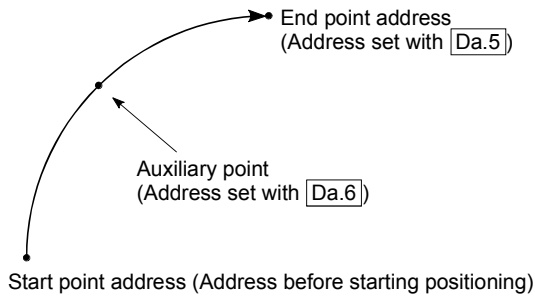 End point address
(Address set with Da.5)
Auxiliary point
(Address set with Da.6)
Start point address (Address before starting positioning)